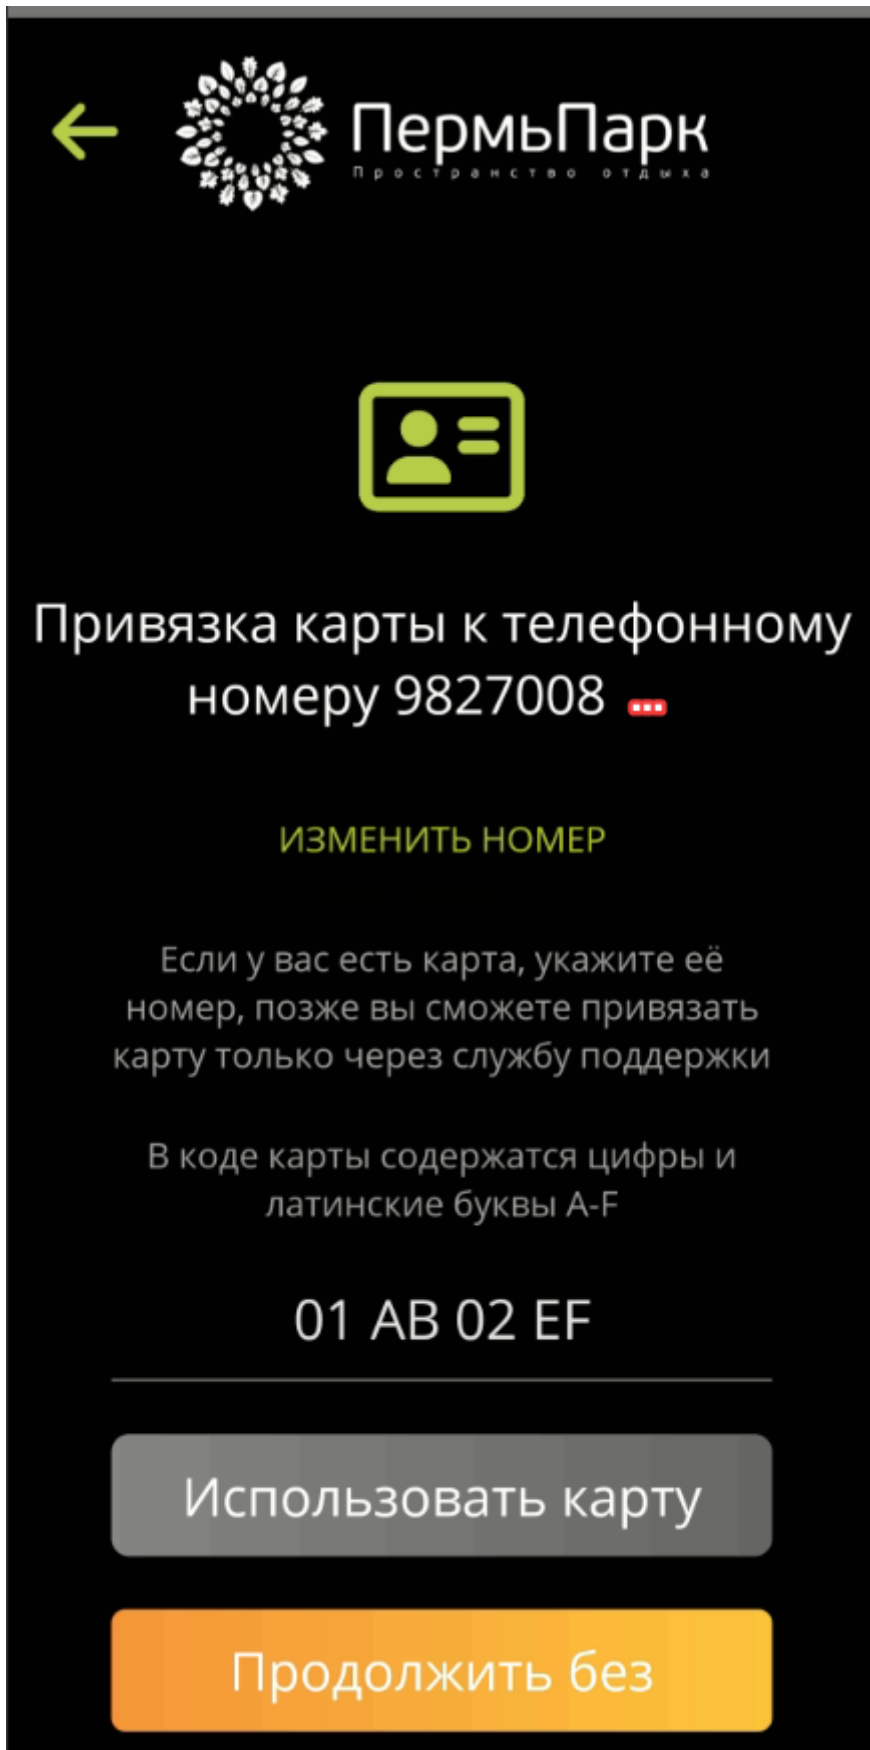 ПермьПарк
Пространство отдыха
Привязка карты к телефонному
номеру 9827008 ...
ИЗМЕНИТЬ НОМЕР
Если у вас есть карта, укажите её
номер, позже вы сможете привязать
карту только через службу поддержки
В коде карты содержатся цифры и
латинские буквы A-F
01 AB 02 EF
Использовать карту
Продолжить без